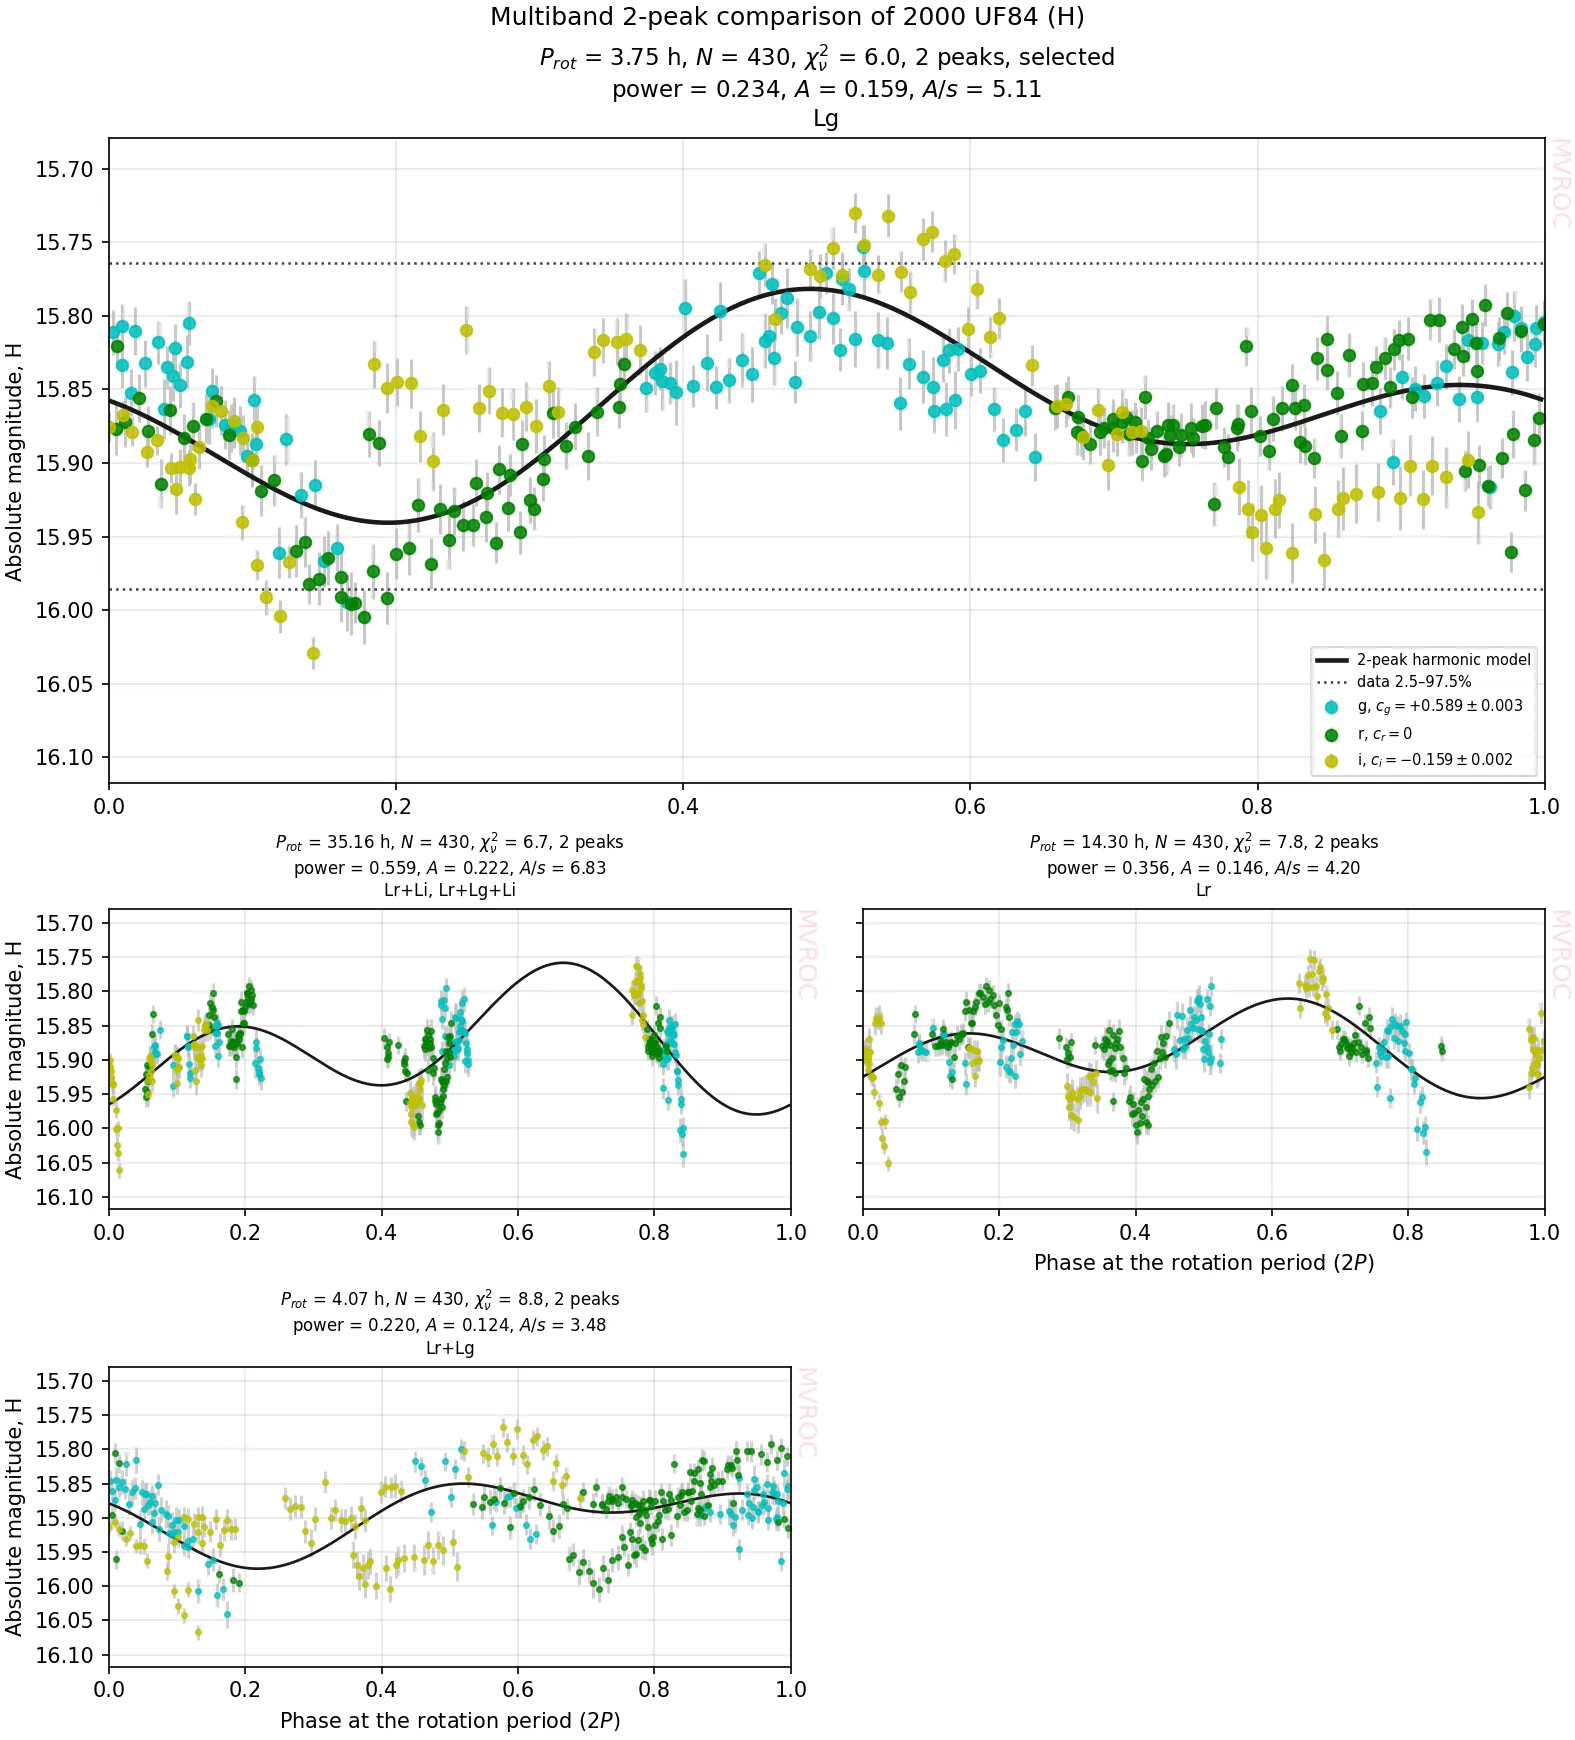 Multiband 2-peak comparison of 2000 UF84 (H)
P_rot = 3.75 h, N = 430, χ²_ν = 6.0, 2 peaks, selected
power = 0.234, A = 0.159, A/s = 5.11
Lg
MVROC
Absolute magnitude, H
15.70
15.75
15.80
15.85
15.90
15.95
16.00
16.05
16.10
2-peak harmonic model
data 2.5–97.5%
g, c_g = +0.589 ± 0.003
r, c_r = 0
i, c_i = −0.159 ± 0.002
0.0 0.2 0.4 0.6 0.8 1.0
P_rot = 35.16 h, N = 430, χ²_ν = 6.7, 2 peaks
power = 0.559, A = 0.222, A/s = 6.83
Lr+Li, Lr+Lg+Li
MVROC
Absolute magnitude, H
15.70
15.75
15.80
15.85
15.90
15.95
16.00
16.05
16.10
0.0 0.2 0.4 0.6 0.8 1.0
P_rot = 14.30 h, N = 430, χ²_ν = 7.8, 2 peaks
power = 0.356, A = 0.146, A/s = 4.20
Lr
MVROC
0.0 0.2 0.4 0.6 0.8 1.0
Phase at the rotation period (2P)
P_rot = 4.07 h, N = 430, χ²_ν = 8.8, 2 peaks
power = 0.220, A = 0.124, A/s = 3.48
Lr+Lg
MVROC
Absolute magnitude, H
15.70
15.75
15.80
15.85
15.90
15.95
16.00
16.05
16.10
0.0 0.2 0.4 0.6 0.8 1.0
Phase at the rotation period (2P)